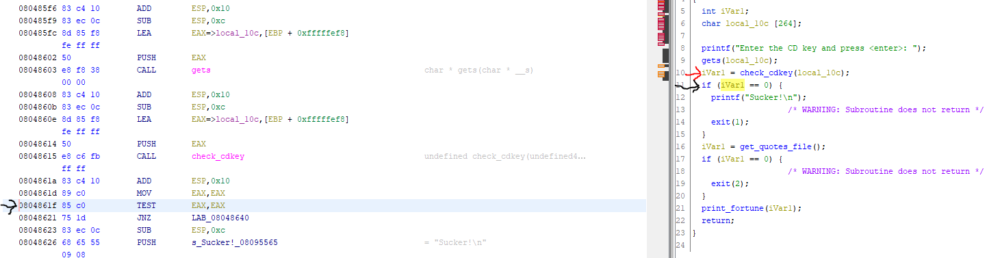 080485f6 83 c4 10 ADD ESP,0x10
080485f9 83 ec 0c SUB ESP,0xc
080485fc 8d 85 f8 LEA EAX=>local_10c,[EBP + 0xfffffef8]
fe ff ff
08048602 50 PUSH EAX
08048603 e8 f8 38 CALL gets char * gets(char * __s)
00 00
08048608 83 c4 10 ADD ESP,0x10
0804860b 83 ec 0c SUB ESP,0xc
0804860e 8d 85 f8 LEA EAX=>local_10c,[EBP + 0xfffffef8]
fe ff ff
08048614 50 PUSH EAX
08048615 e8 c6 fb CALL check_cdkey undefined check_cdkey(undefined4...
ff ff
0804861a 83 c4 10 ADD ESP,0x10
0804861d 89 c0 MOV EAX,EAX
0804861f 85 c0 TEST EAX,EAX
08048621 75 1d JNZ LAB_08048640
08048623 83 ec 0c SUB ESP,0xc
08048626 68 65 55 PUSH s_Sucker!_08095565 = "Sucker!\n"
09 08
5 int iVar1;
6 char local_10c [264];
7
8 printf("Enter the CD key and press <enter>: ");
9 gets(local_10c);
10 iVar1 = check_cdkey(local_10c);
11 if (iVar1 == 0) {
12 printf("Sucker!\n");
13 /* WARNING: Subroutine does not return */
14 exit(1);
15 }
16 iVar1 = get_quotes_file();
17 if (iVar1 == 0) {
18 /* WARNING: Subroutine does not return */
19 exit(2);
20 }
21 print_fortune(iVar1);
22 return;
23 }
24